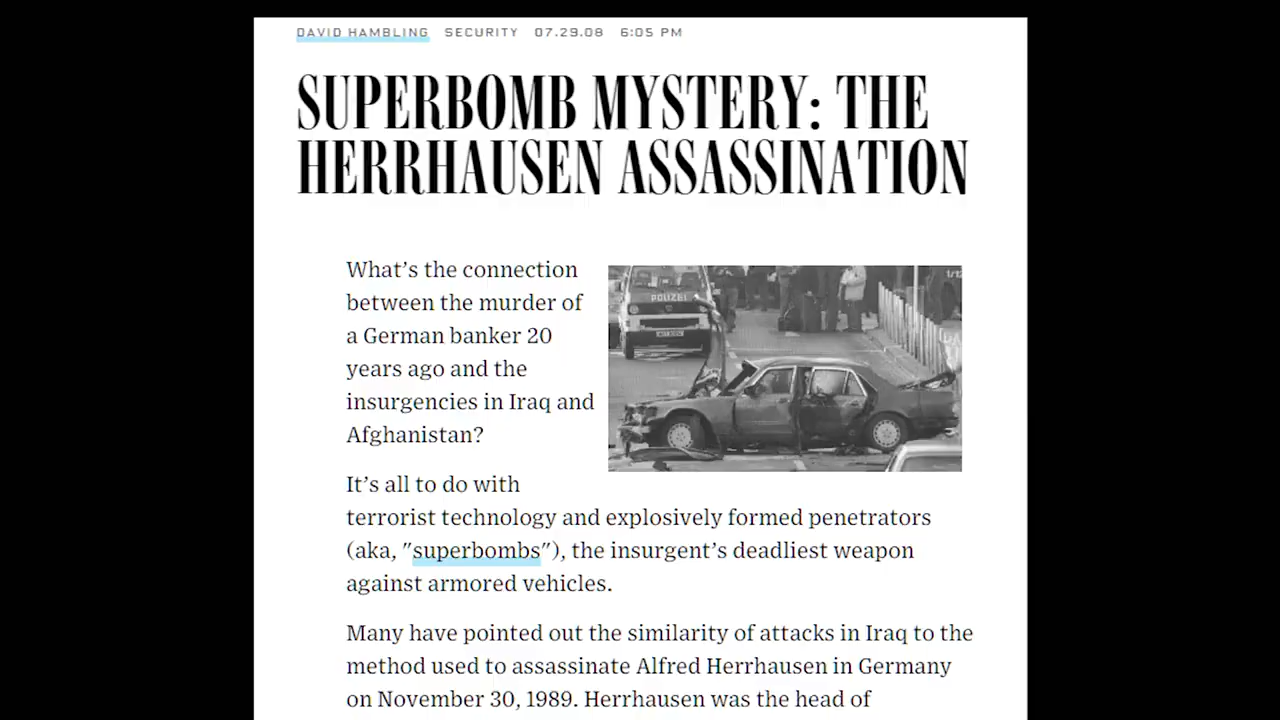 DAVID HAMBLING SECURITY 07.29.08 6:05 PM
SUPERBOMB MYSTERY: THE
HERRHAUSEN ASSASSINATION
What's the connection
between the murder of
a German banker 20
years ago and the
insurgencies in Iraq and
Afghanistan?
POLIZEI
It's all to do with
terrorist technology and explosively formed penetrators
(aka, "superbombs"), the insurgent's deadliest weapon
against armored vehicles.
Many have pointed out the similarity of attacks in Iraq to the
method used to assassinate Alfred Herrhausen in Germany
on November 30, 1989. Herrhausen was the head of